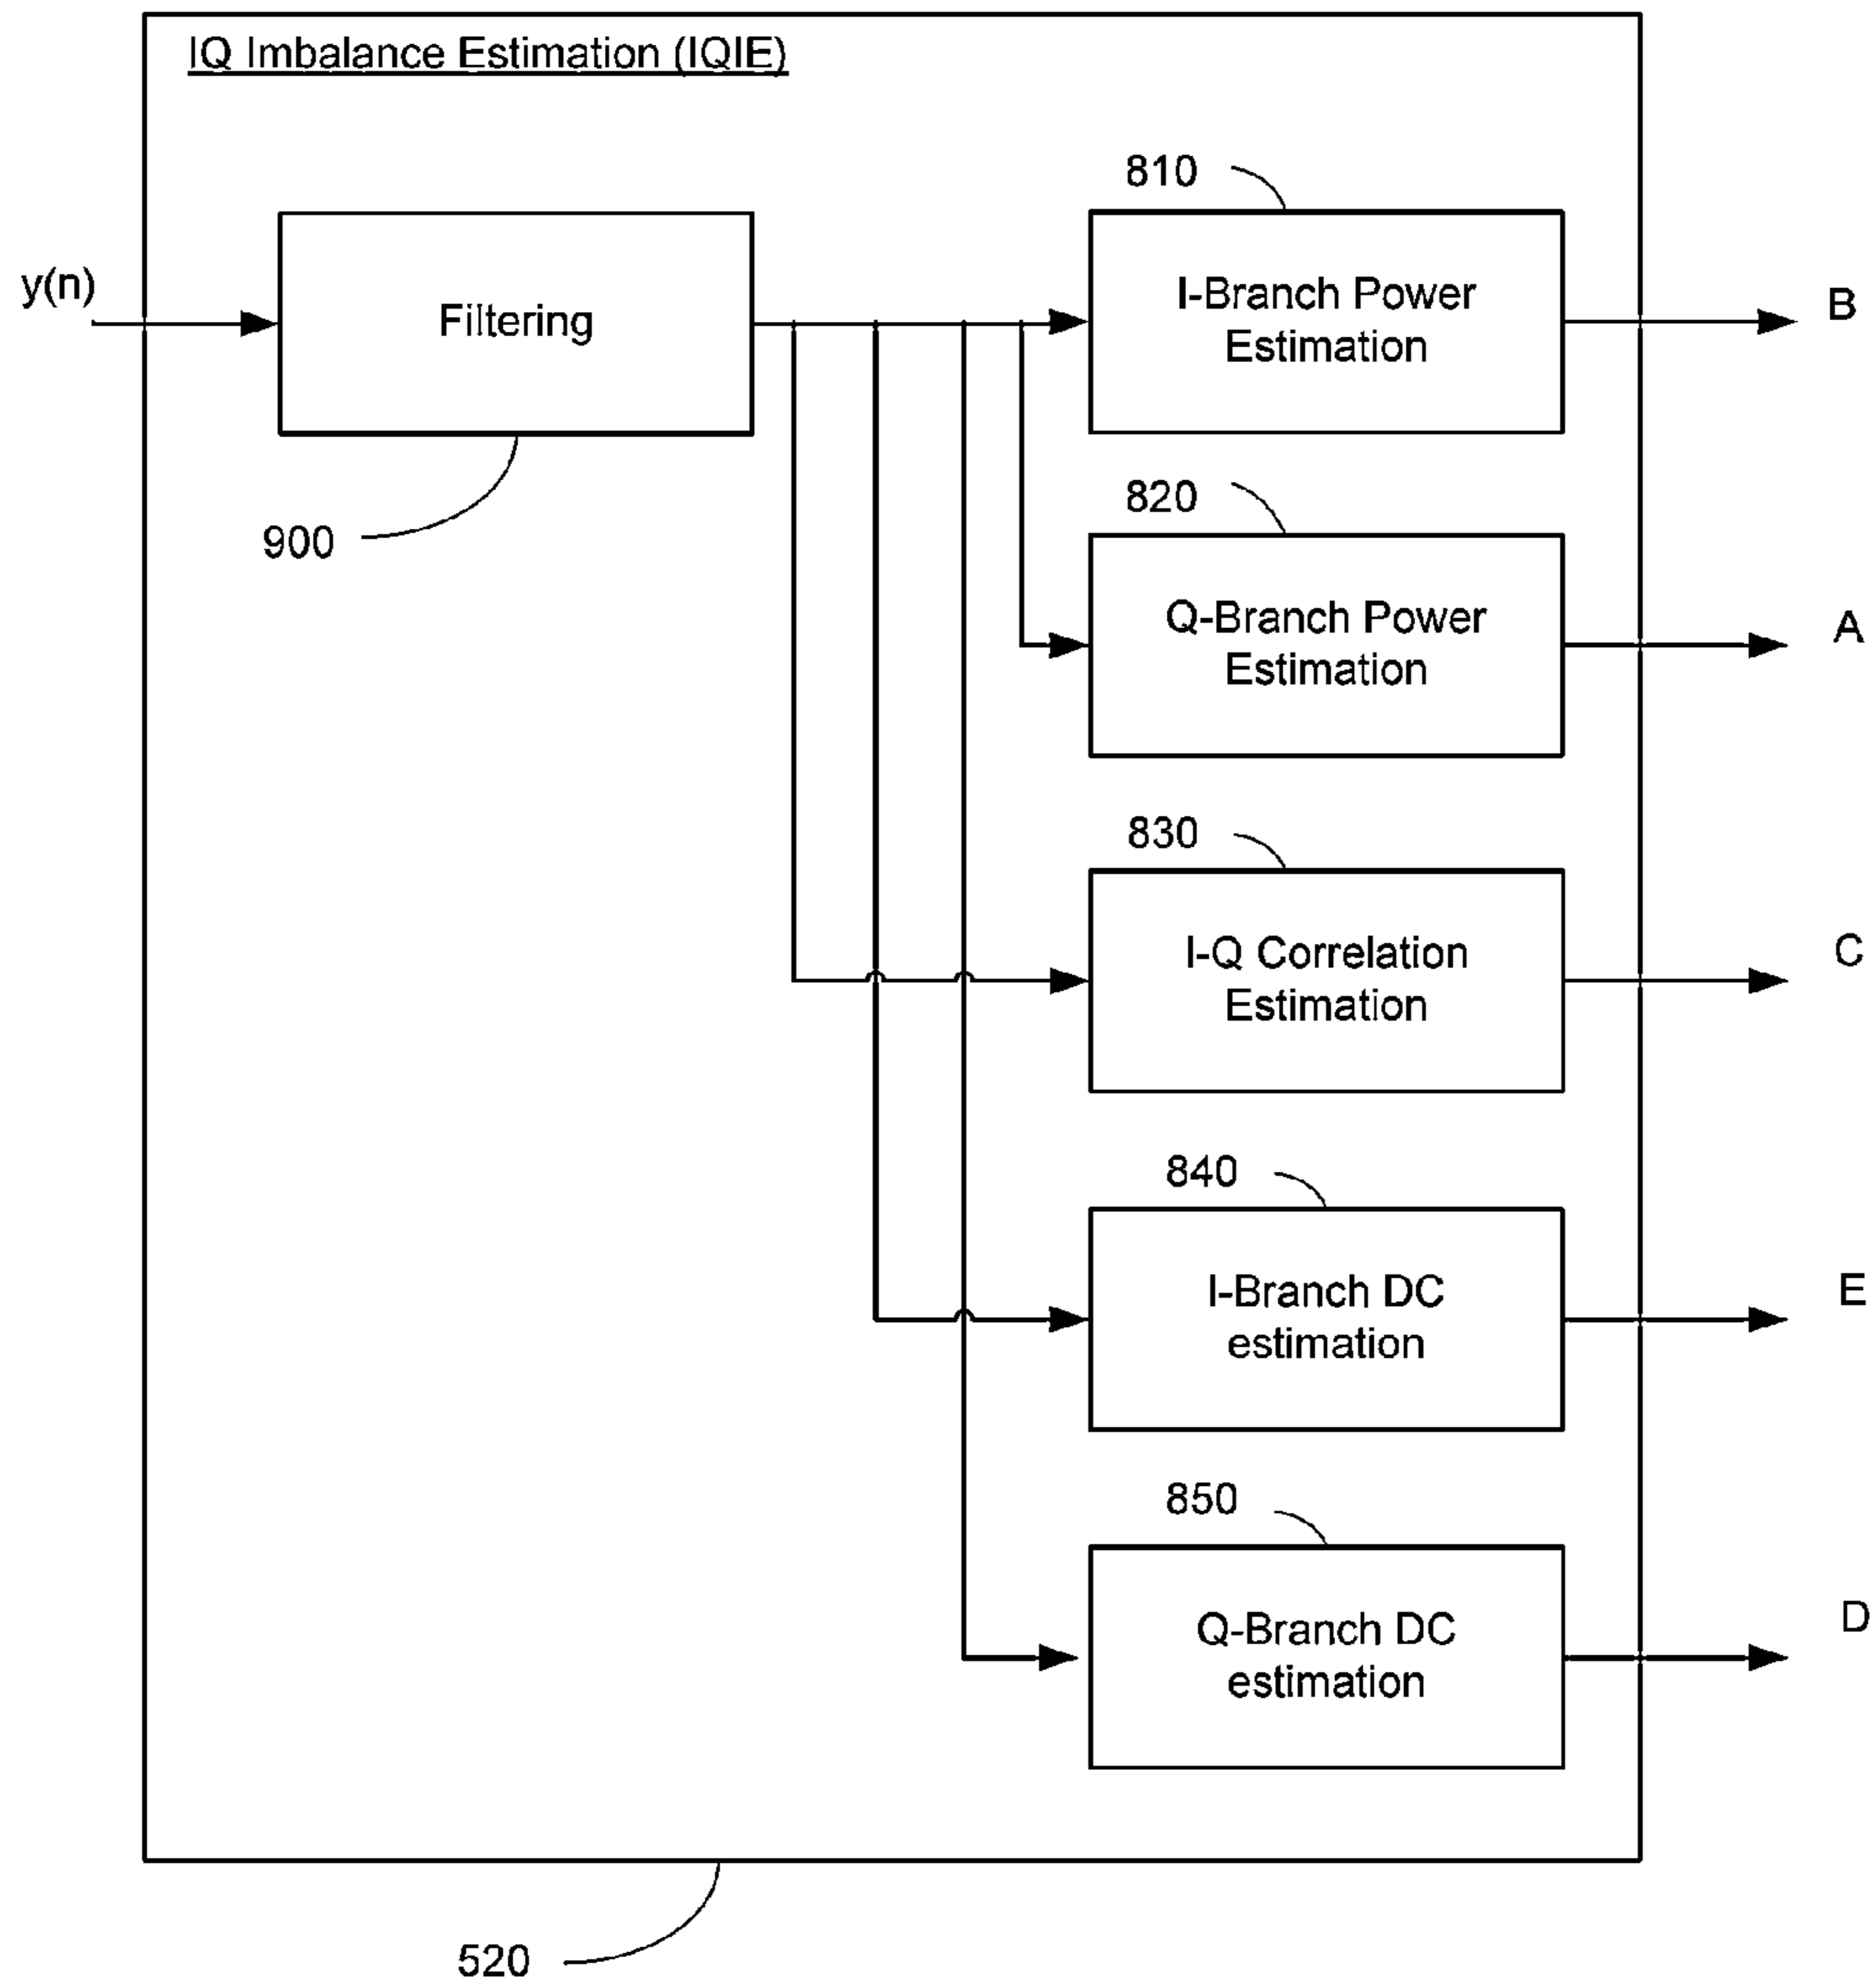 IQ Imbalance Estimation (IQIE)
810
y(n)
Filtering
I-Branch Power
Estimation
B
900
820
Q-Branch Power
Estimation
A
830
I-Q Correlation
Estimation
C
840
I-Branch DC
estimation
E
850
Q-Branch DC
estimation
D
520